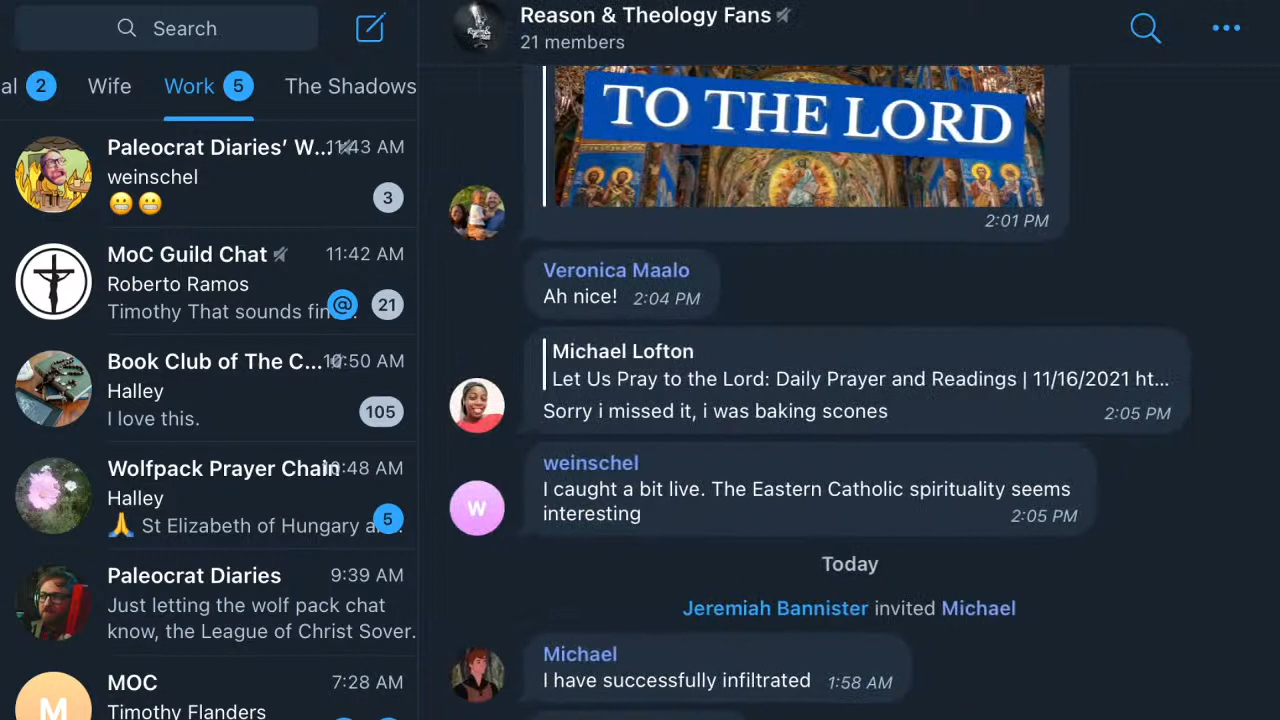 Search
al 2 Wife Work 5 The Shadows
Paleocrat Diaries’ W... 11:43 AM
weinschel
😬😬 3
MoC Guild Chat 11:42 AM
Roberto Ramos
Timothy That sounds fin @ 21
Book Club of The C... 10:50 AM
Halley
I love this. 105
Wolfpack Prayer Chain :48 AM
Halley
🙏 St Elizabeth of Hungary a 5
Paleocrat Diaries 9:39 AM
Just letting the wolf pack chat
know, the League of Christ Sover.
MOC 7:28 AM
M
Timothy Flanders
Reason & Theology Fans
21 members
TO THE LORD
2:01 PM
Veronica Maalo
Ah nice! 2:04 PM
Michael Lofton
Let Us Pray to the Lord: Daily Prayer and Readings | 11/16/2021 ht...
Sorry i missed it, i was baking scones 2:05 PM
weinschel
W
I caught a bit live. The Eastern Catholic spirituality seems
interesting 2:05 PM
Today
Jeremiah Bannister invited Michael
Michael
I have successfully infiltrated 1:58 AM